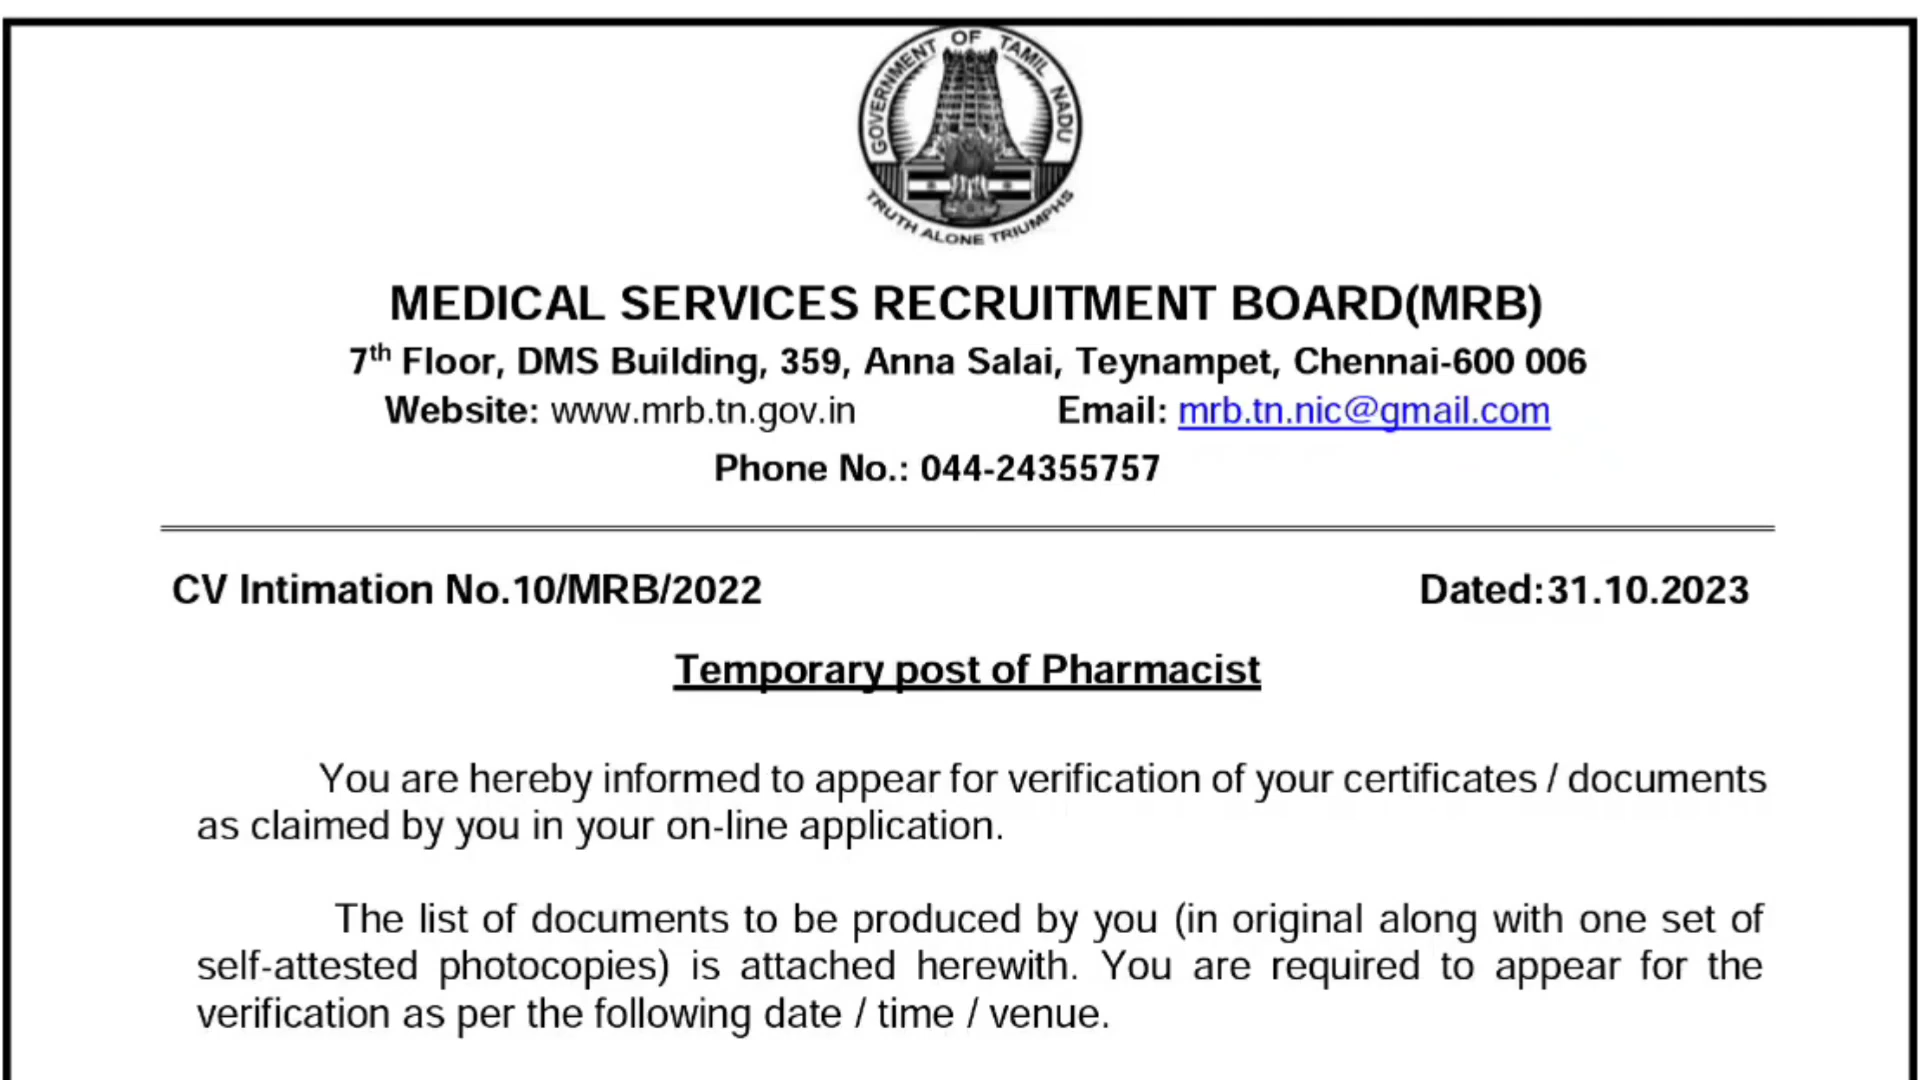 GOVERNMENT OF TAMIL NADU
TRUTH ALONE TRIUMPHS
MEDICAL SERVICES RECRUITMENT BOARD(MRB)
7th Floor, DMS Building, 359, Anna Salai, Teynampet, Chennai-600 006
Website: www.mrb.tn.gov.in Email: mrb.tn.nic@gmail.com
Phone No.: 044-24355757
CV Intimation No.10/MRB/2022 Dated:31.10.2023
Temporary post of Pharmacist
You are hereby informed to appear for verification of your certificates / documents
as claimed by you in your on-line application.
The list of documents to be produced by you (in original along with one set of
self-attested photocopies) is attached herewith. You are required to appear for the
verification as per the following date / time / venue.